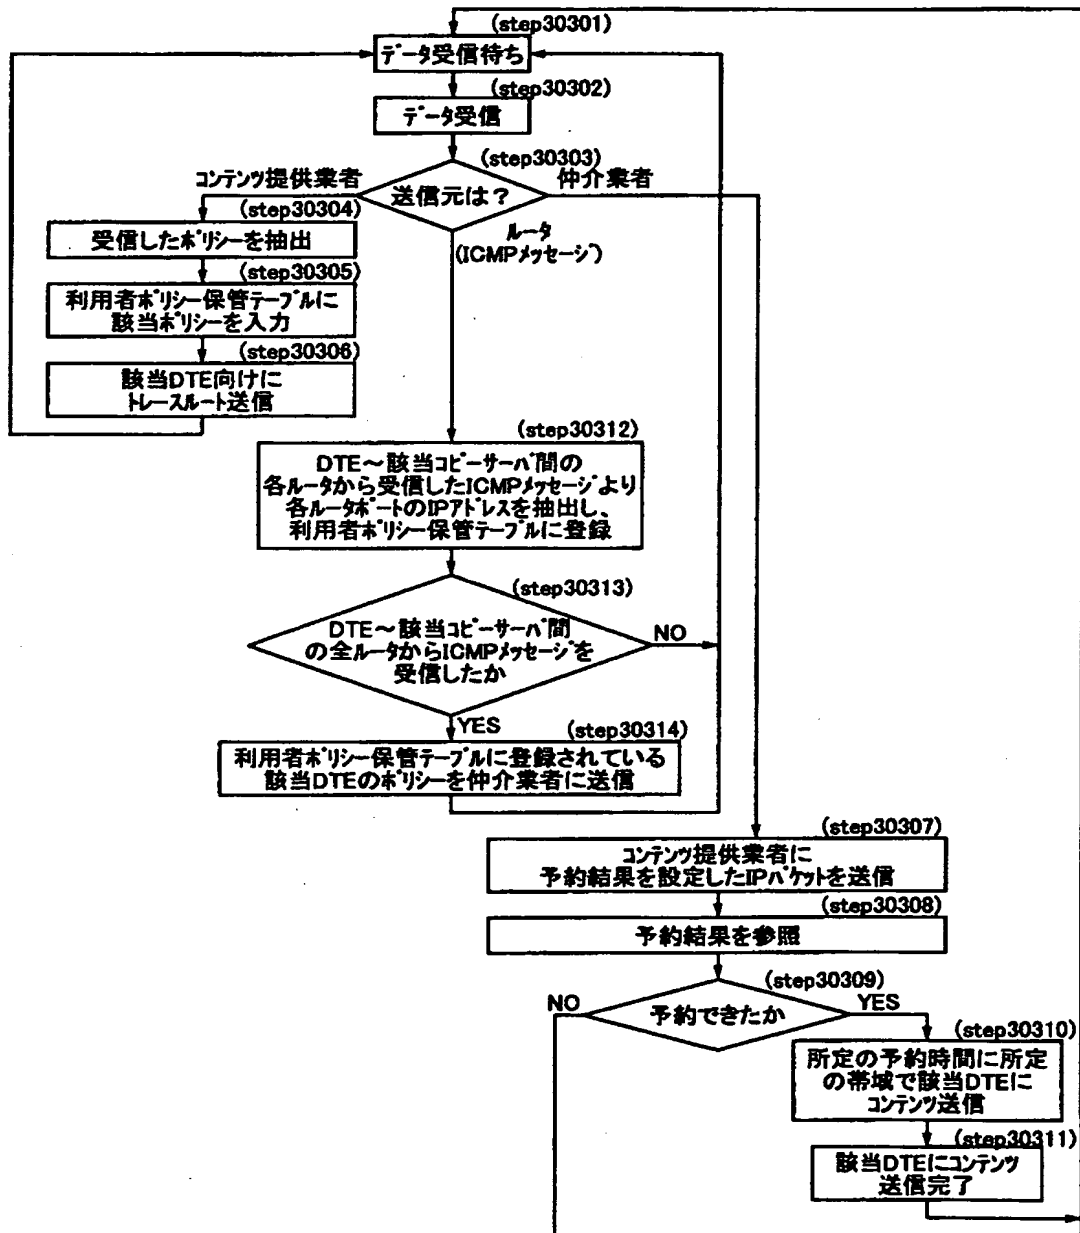 (step30301)
データ受信待ち
(step30302)
データ受信
(step30303)
コンテンツ提供業者
送信元は？
仲介業者
ルータ
(ICMPメッセージ)
(step30304)
受信したポリシーを抽出
(step30305)
利用者ポリシー保管テーブルに
該当ポリシーを入力
(step30306)
該当DTE向けに
トレースルート送信
(step30312)
DTE～該当コピーサーバ間の
各ルータから受信したICMPメッセージより
各ルータポートのIPアドレスを抽出し、
利用者ポリシー保管テーブルに登録
(step30313)
DTE～該当コピーサーバ間
の全ルータからICMPメッセージを
受信したか
NO
YES
(step30314)
利用者ポリシー保管テーブルに登録されている
該当DTEのポリシーを仲介業者に送信
(step30307)
コンテンツ提供業者に
予約結果を設定したIPパケットを送信
(step30308)
予約結果を参照
(step30309)
NO
予約できたか
YES
(step30310)
所定の予約時間に所定
の帯域で該当DTEに
コンテンツ送信
(step30311)
該当DTEにコンテンツ
送信完了